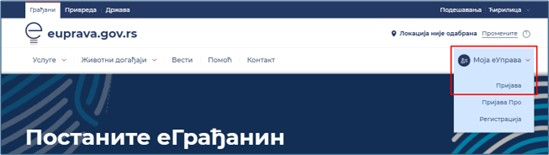 Грађани Привреда Држава Подешавања Ћирилица
euprava.gov.rs Локација није одабрана Промените
Услуге Животни догађаји Вести Помоћ Контакт Моја еУправа
Пријава
Пријава Про
Регистрација
Постаните еГрађанин